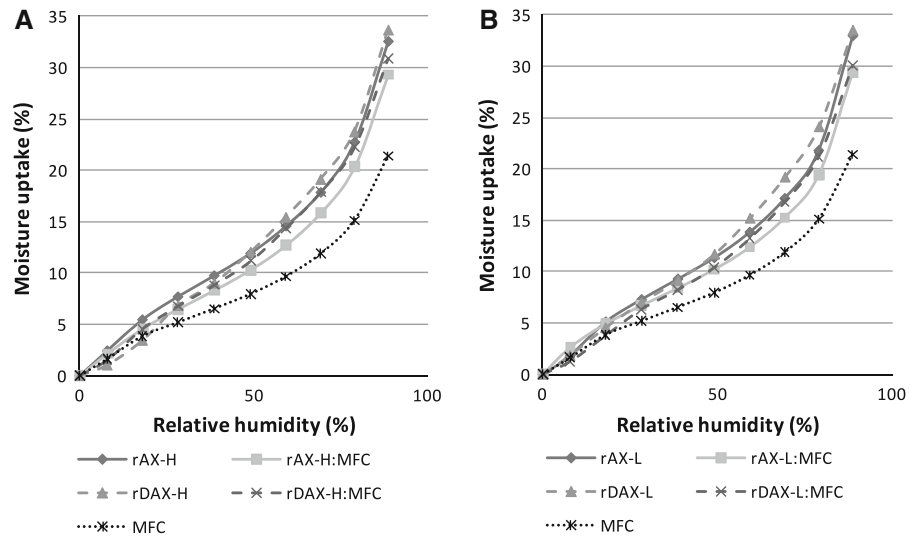 A
35
30
25
20
15
10
5
0
Moisture uptake (%)
0 50 100
Relative humidity (%)
rAX-H rAX-H:MFC
rDAX-H rDAX-H:MFC
MFC
B
35
30
25
20
15
10
5
0
Moisture uptake (%)
0 50 100
Relative humidity (%)
rAX-L rAX-L:MFC
rDAX-L rDAX-L:MFC
MFC